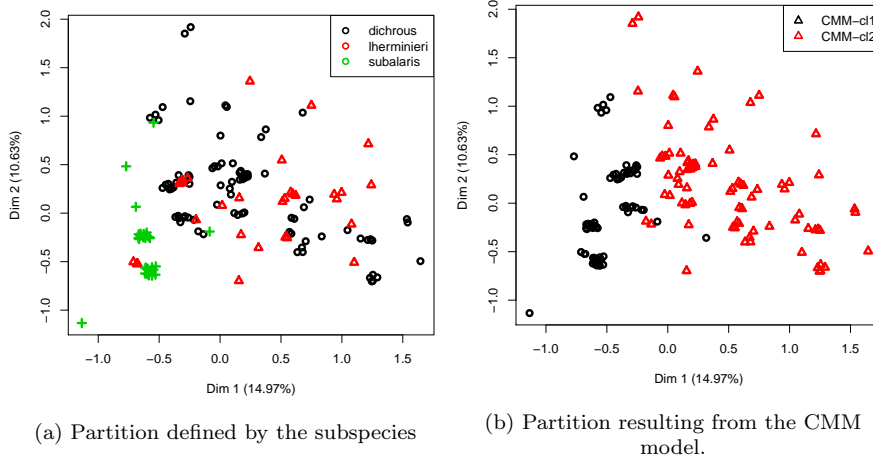 dichrous
lherminieri
subalaris
2.0
1.5
1.0
0.5
0.0
−0.5
−1.0
Dim 2 (10.63%)
−1.0 −0.5 0.0 0.5 1.0 1.5
Dim 1 (14.97%)
(a) Partition defined by the subspecies
CMM−cl1
CMM−cl2
2.0
1.5
1.0
0.5
0.0
−0.5
−1.0
Dim 2 (10.63%)
−1.0 −0.5 0.0 0.5 1.0 1.5
Dim 1 (14.97%)
(b) Partition resulting from the CMM
model.